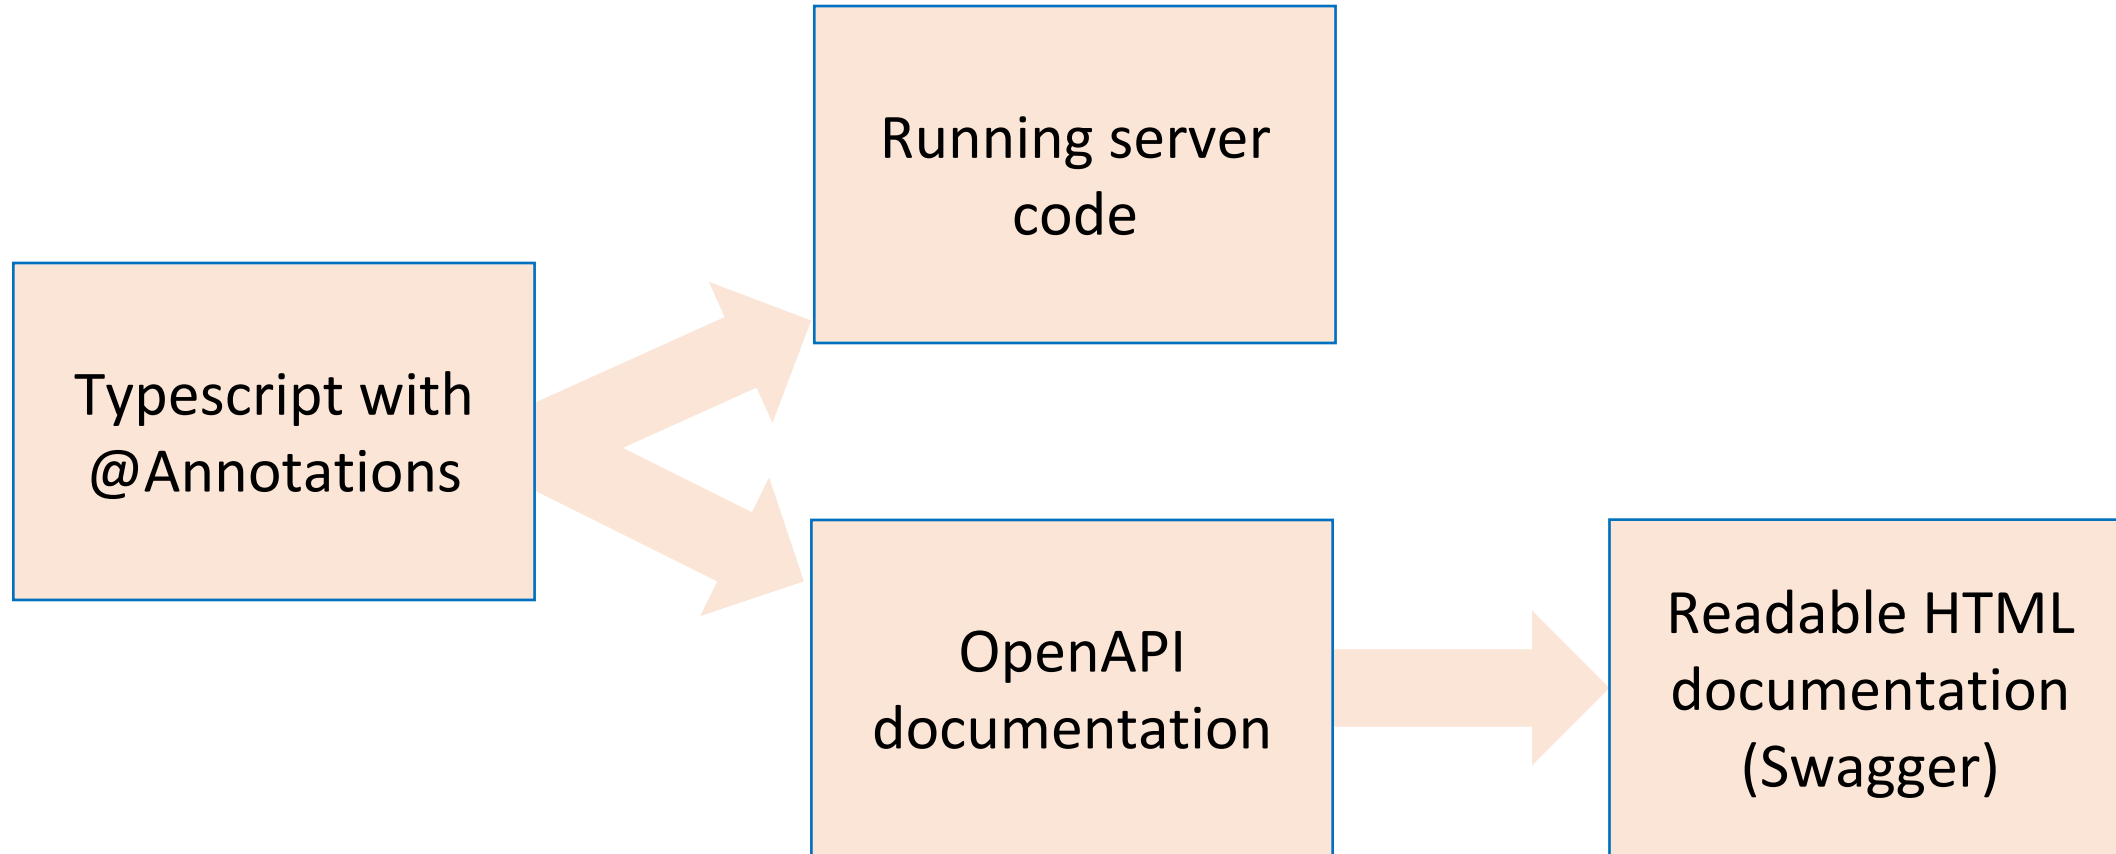 Running server
code
Typescript with
@Annotations
OpenAPI
documentation
Readable HTML
documentation
(Swagger)